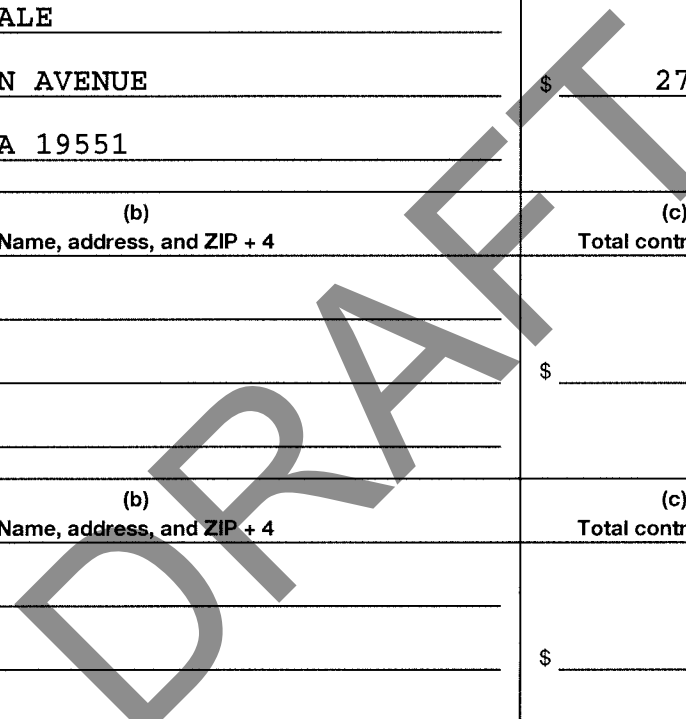 ALE
N AVENUE $ 27
A 19551
(b) (c)
Name, address, and ZIP + 4 Total contr
$
(b) (c)
Name, address, and ZIP + 4 Total contr
$
DRAFT